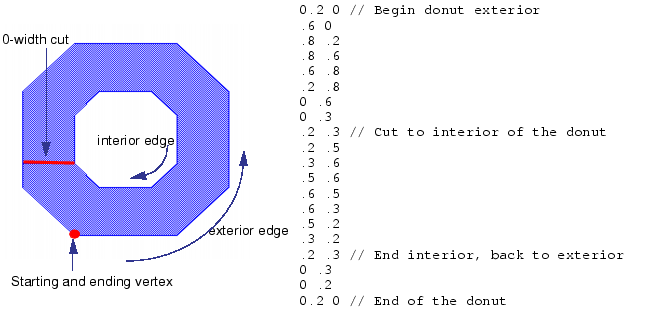 0-width cut
interior edge
exterior edge
Starting and ending vertex
0.2 0 // Begin donut exterior
.6 0
.8 .2
.8 .6
.6 .8
.2 .8
0 .6
0 .3
.2 .3 // Cut to interior of the donut
.2 .5
.3 .6
.5 .6
.6 .5
.6 .3
.5 .2
.3 .2
.2 .3 // End interior, back to exterior
0 .3
0 .2
0.2 0 // End of the donut